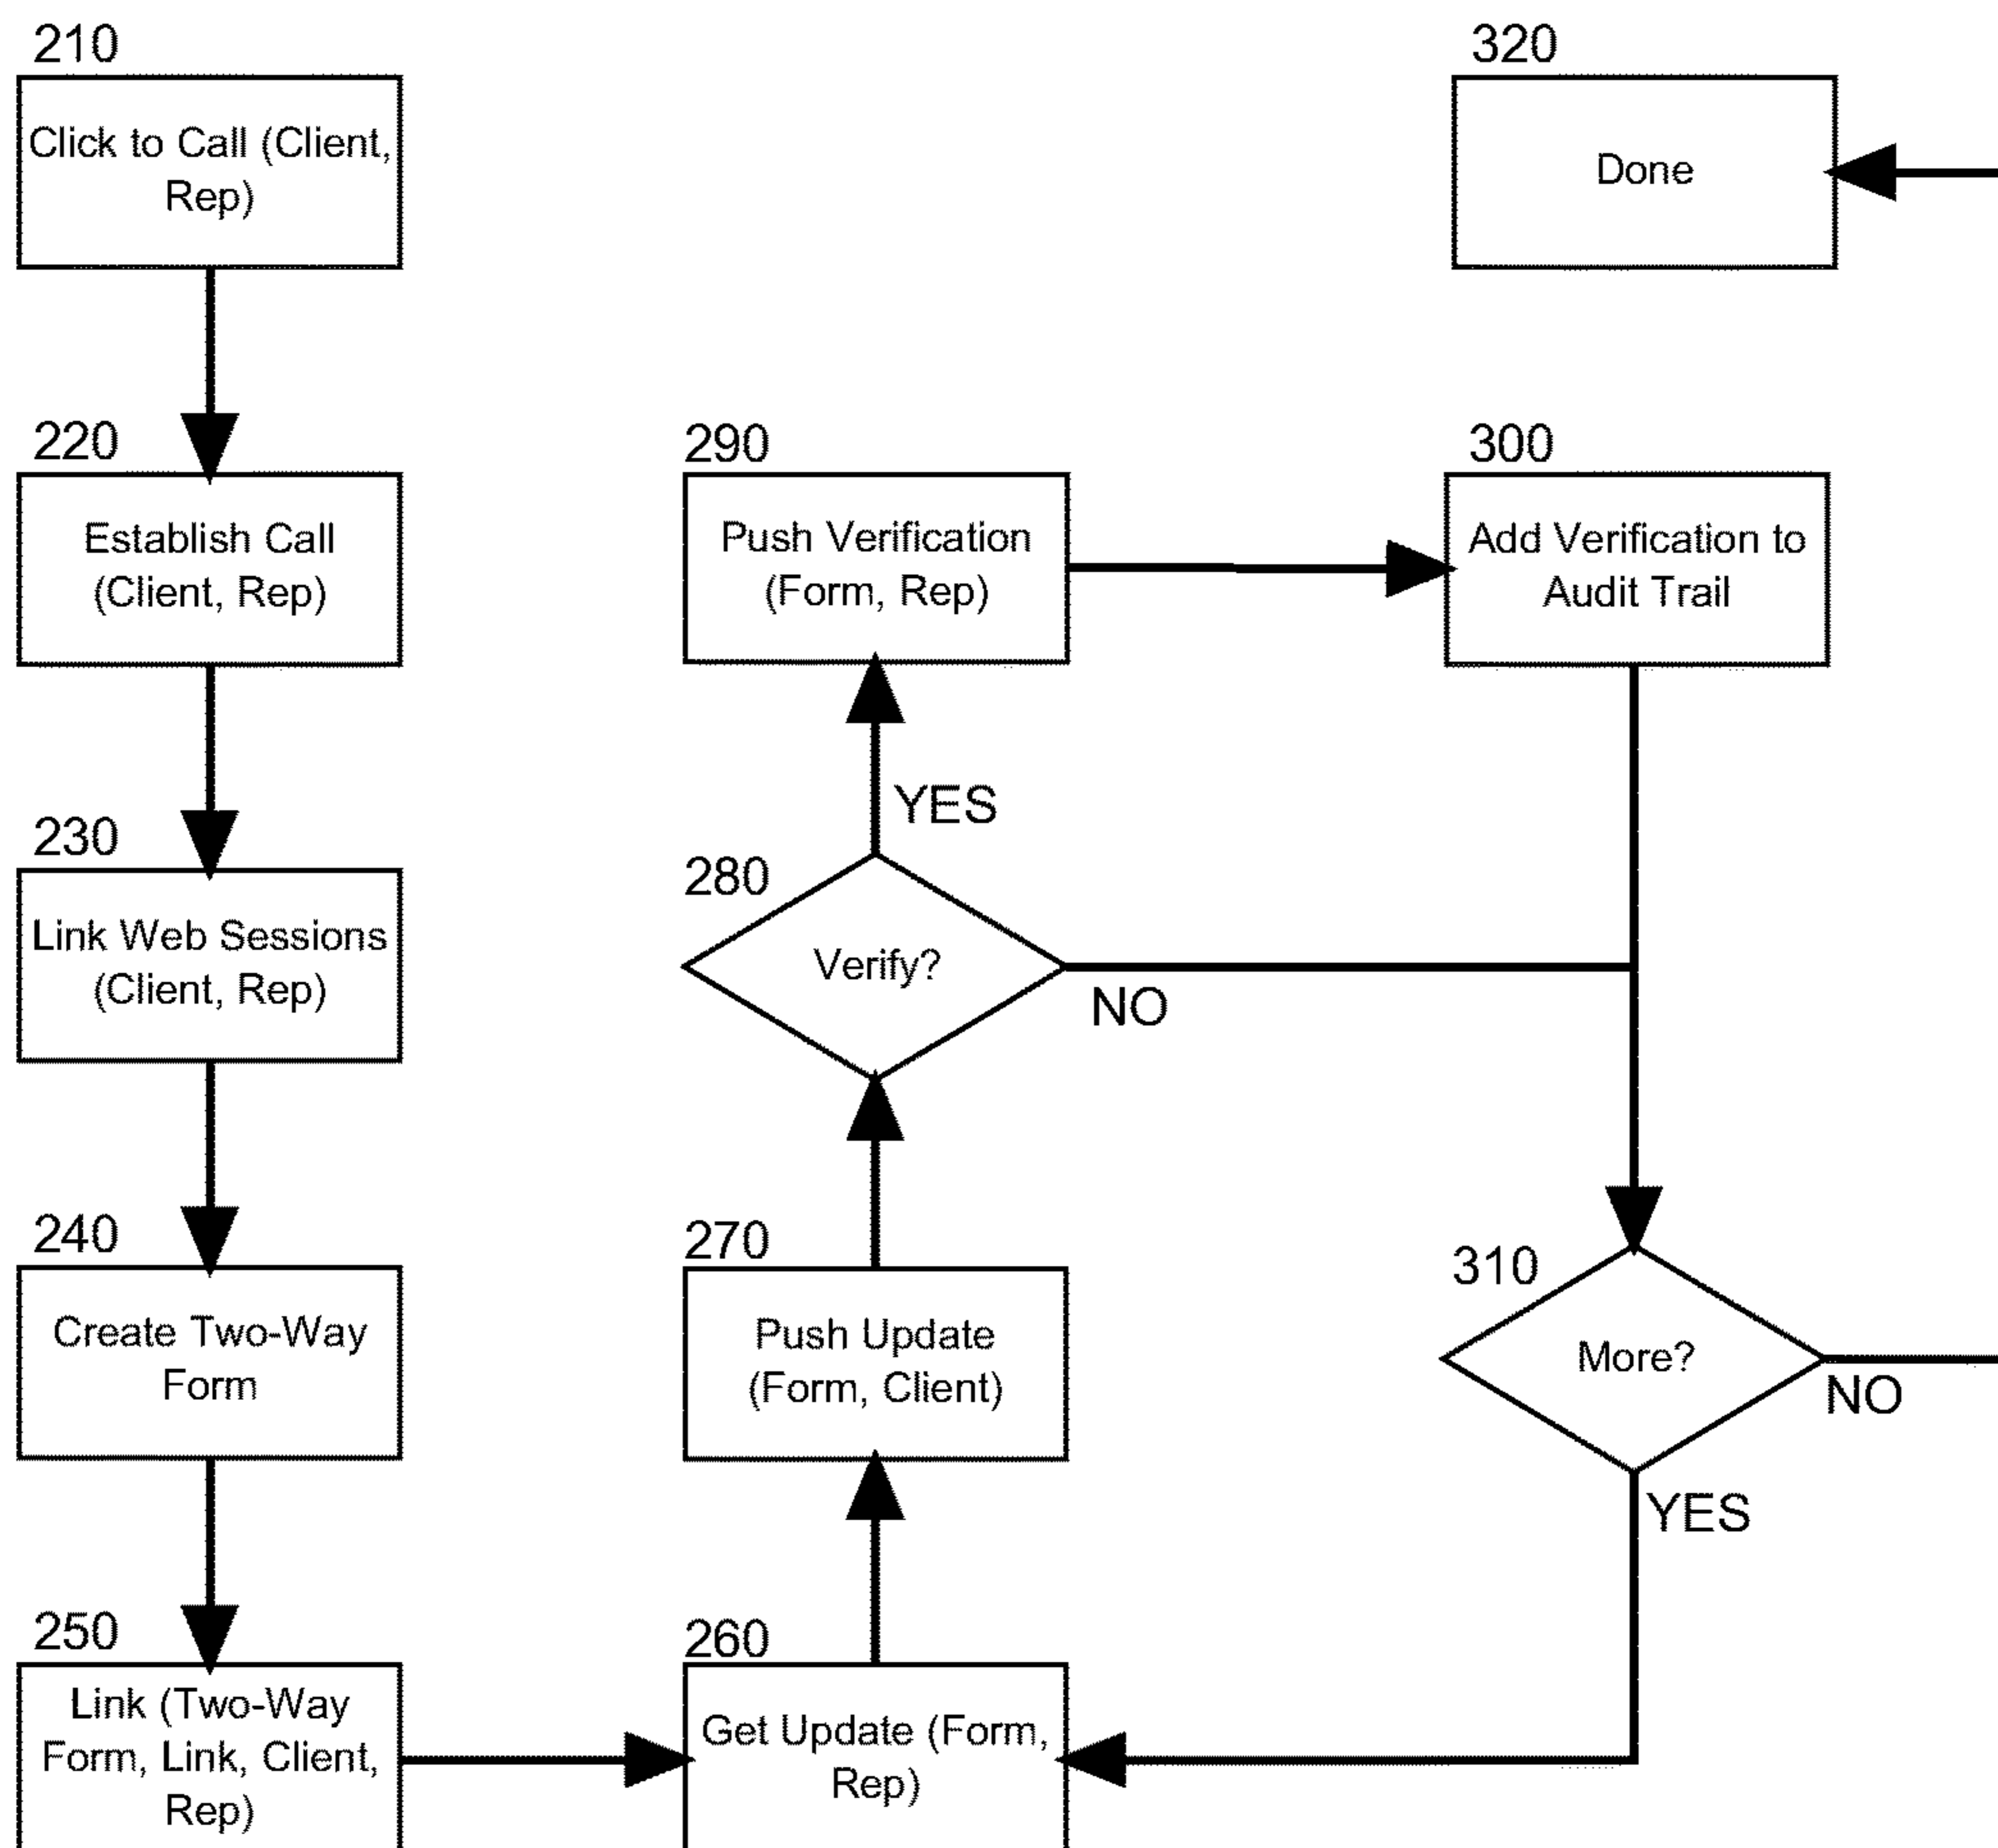 210
Click to Call (Client,
Rep)
220
Establish Call
(Client, Rep)
230
Link Web Sessions
(Client, Rep)
240
Create Two-Way
Form
250
Link (Two-Way
Form, Link, Client,
Rep)
260
Get Update (Form,
Rep)
270
Push Update
(Form, Client)
280
Verify?
YES
NO
290
Push Verification
(Form, Rep)
300
Add Verification to
Audit Trail
310
More?
NO
YES
320
Done